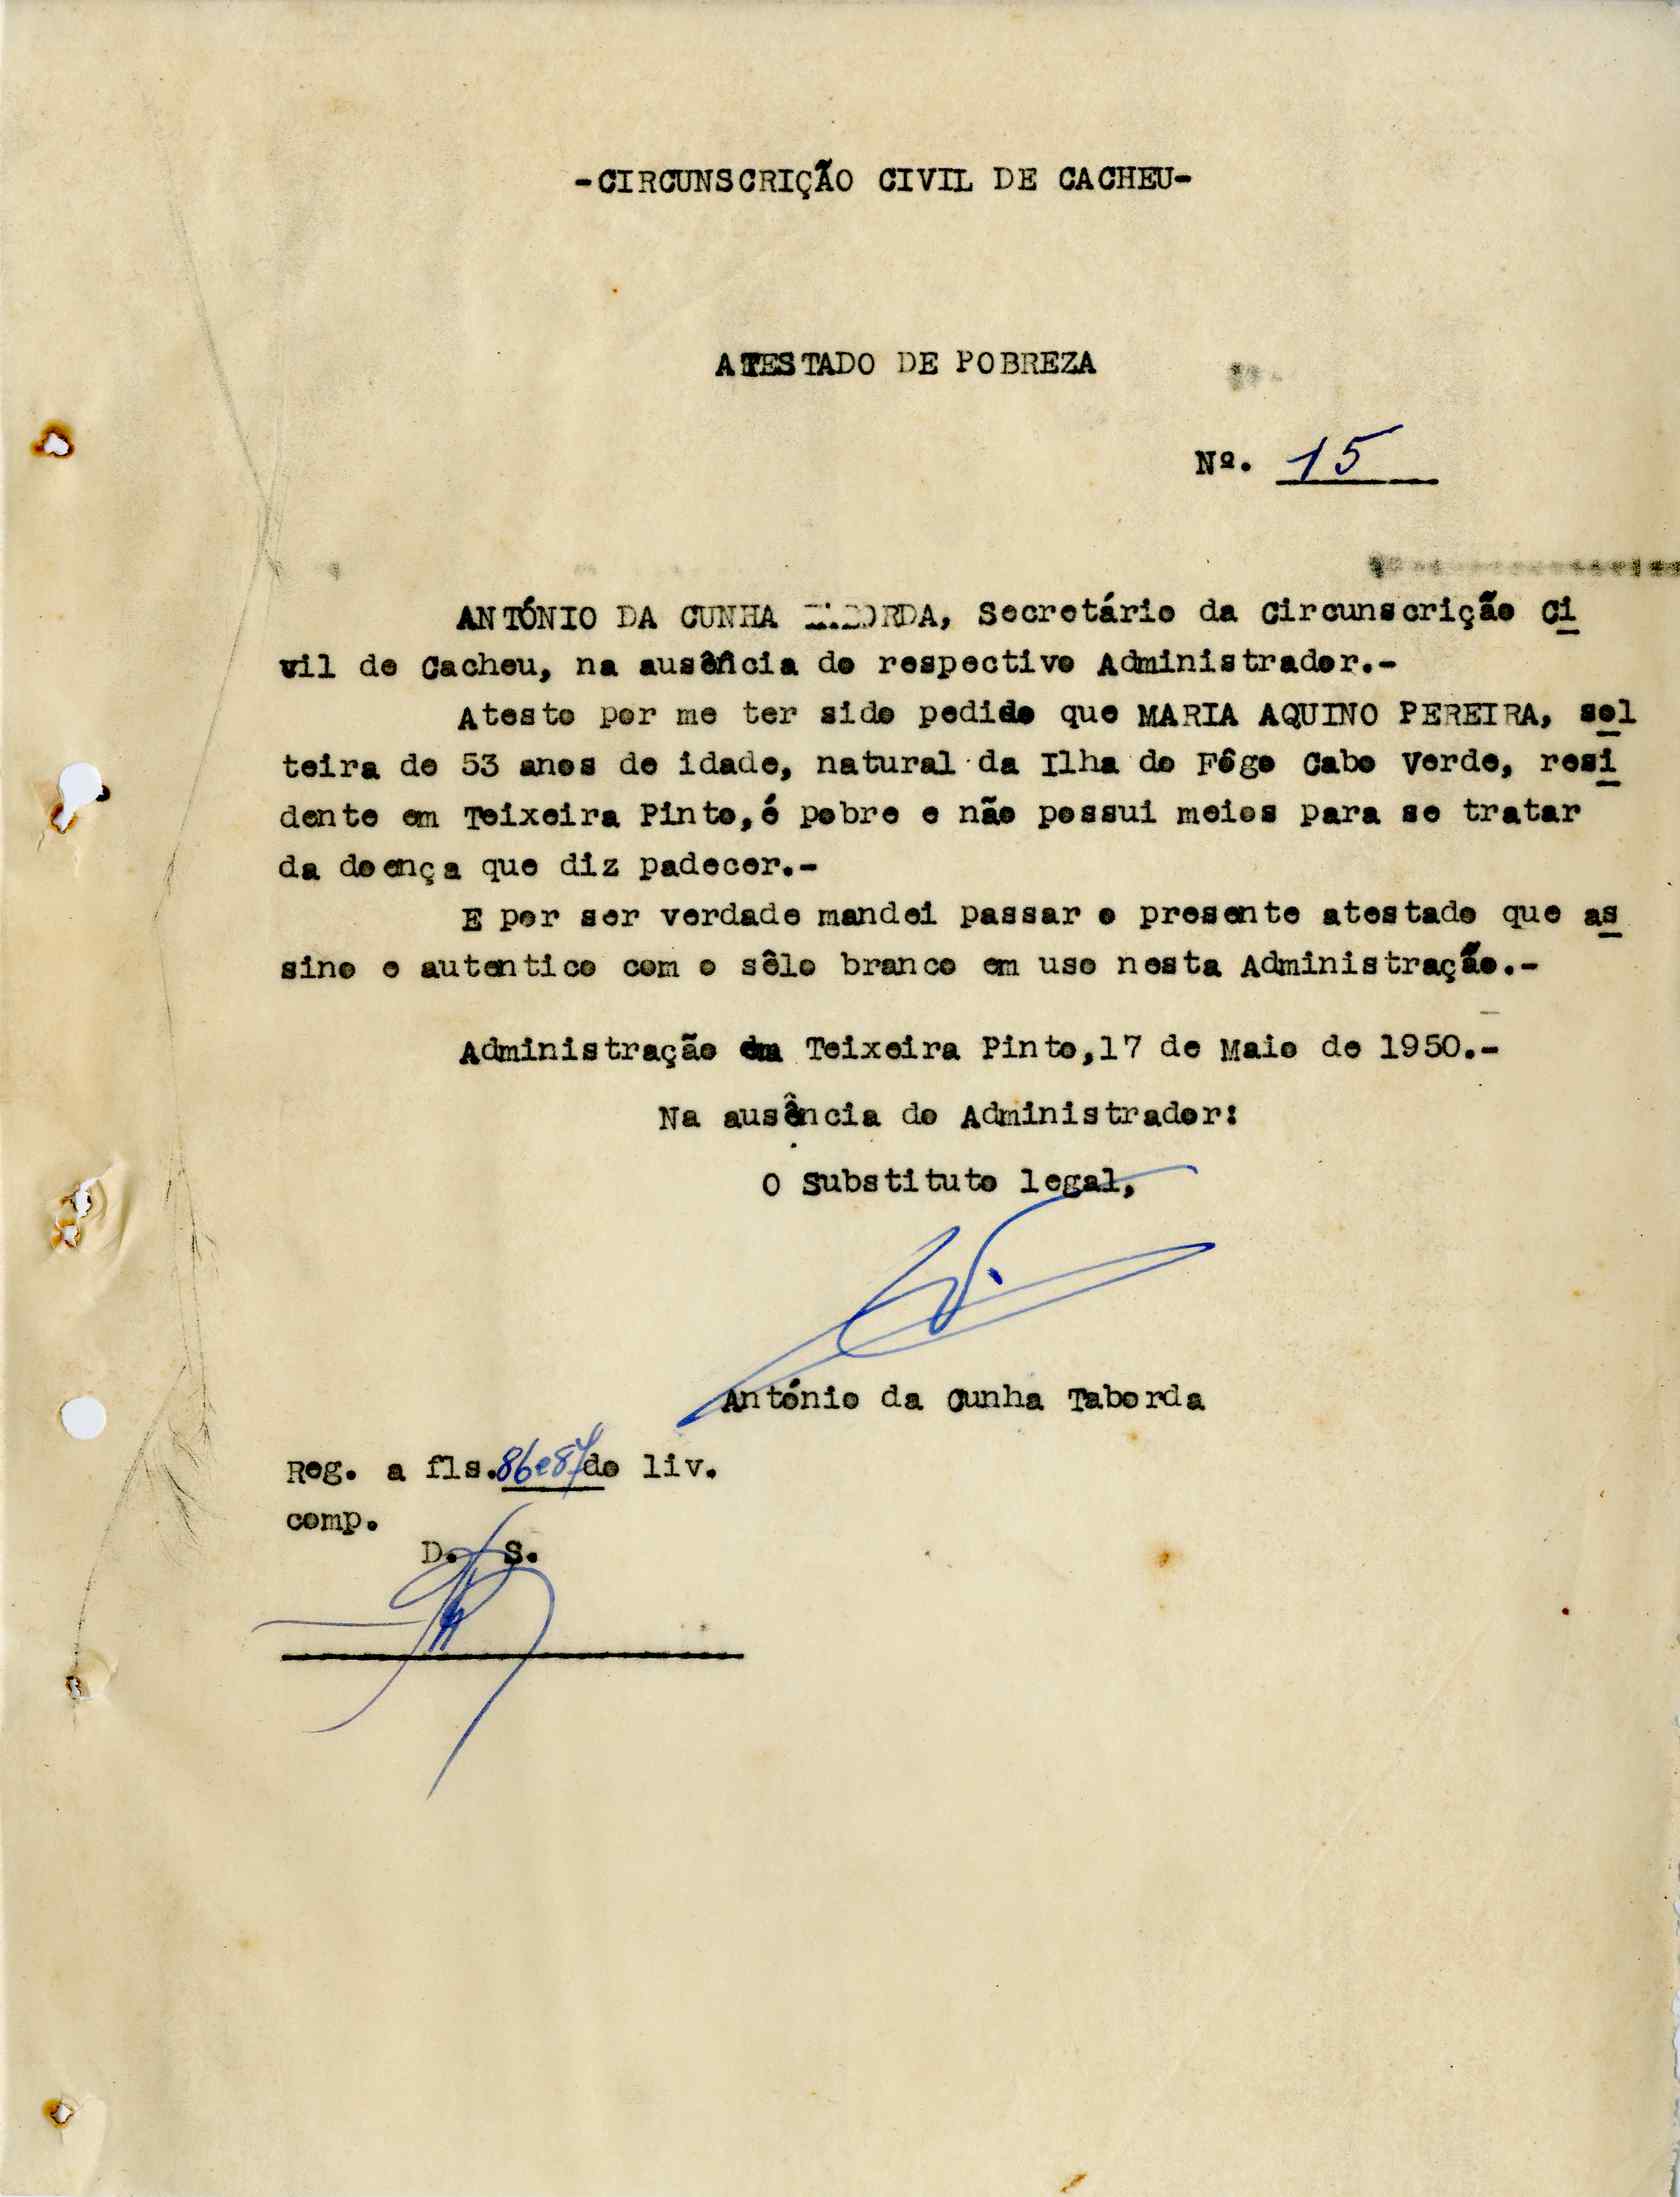 -CIRCUNSCRIÇÃO CIVIL DE CACHEU-
ATESTADO DE POBREZA
Nº. 15
ANTÓNIO DA CUNHA TABORDA, Secretário da Circunscrição Ci
vil de Cacheu, na ausência do respectivo Administrador.-
Atesto por me ter sido pedido que MARIA AQUINO PEREIRA, sol
teira de 53 anos de idade, natural da Ilha do Fôgo Cabo Verde, resi
dente em Teixeira Pinto,é pobre e não possui meios para se tratar
da doença que diz padecer.-
E por ser verdade mandei passar o presente atestado que as
sino e autentico com o sêlo branco em uso nesta Administração.-
Administração em Teixeira Pinto,17 de Maio de 1950.-
Na ausência do Administrador:
O Substituto legal,
António da Cunha Taborda
Reg. a fls.86e87do liv.
comp.
D. S.